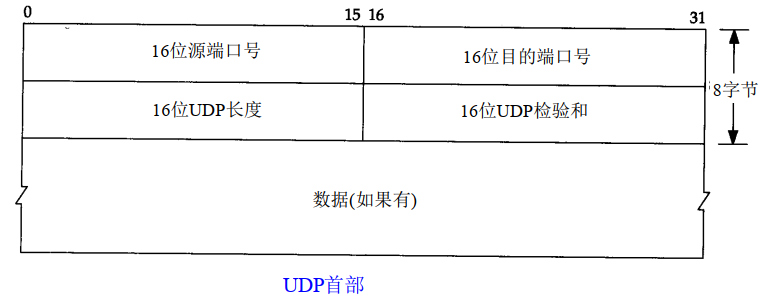 0 15 16 31
16位源端口号 16位目的端口号
8字节
16位UDP长度 16位UDP检验和
数据(如果有)
UDP首部